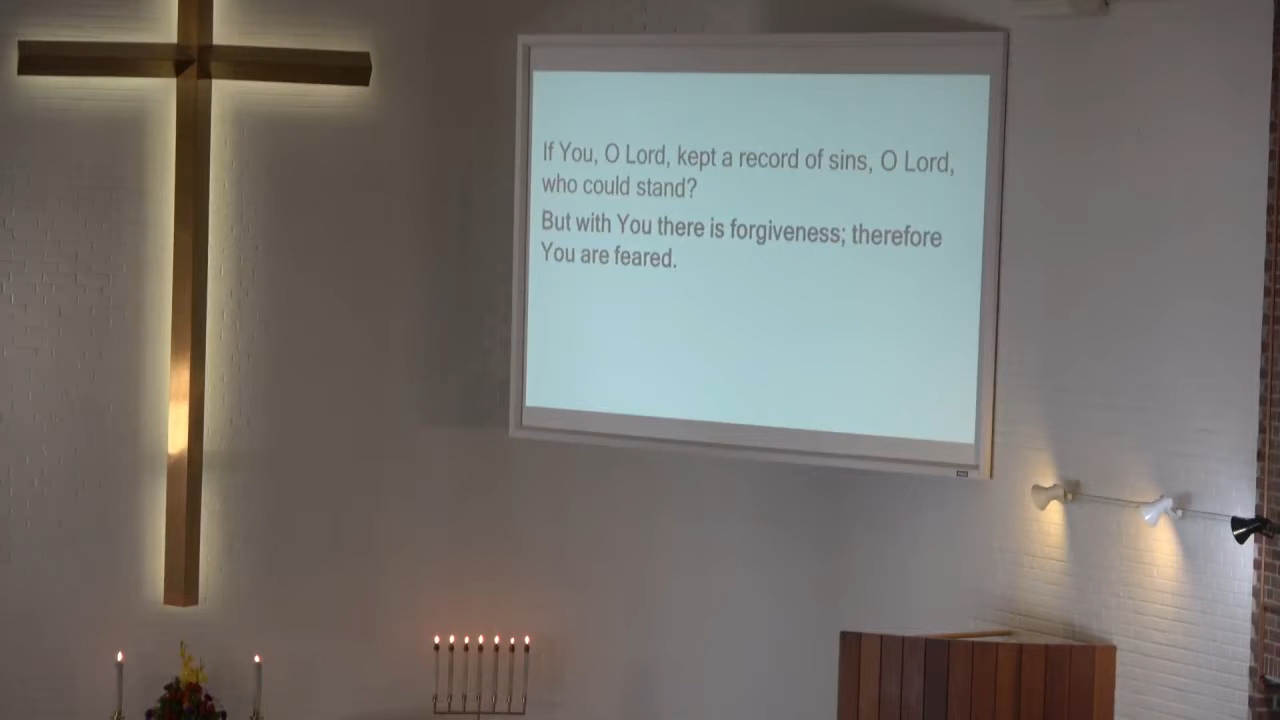 If You, O Lord, kept a record of sins, O Lord,
who could stand?
But with You there is forgiveness; therefore
You are feared.